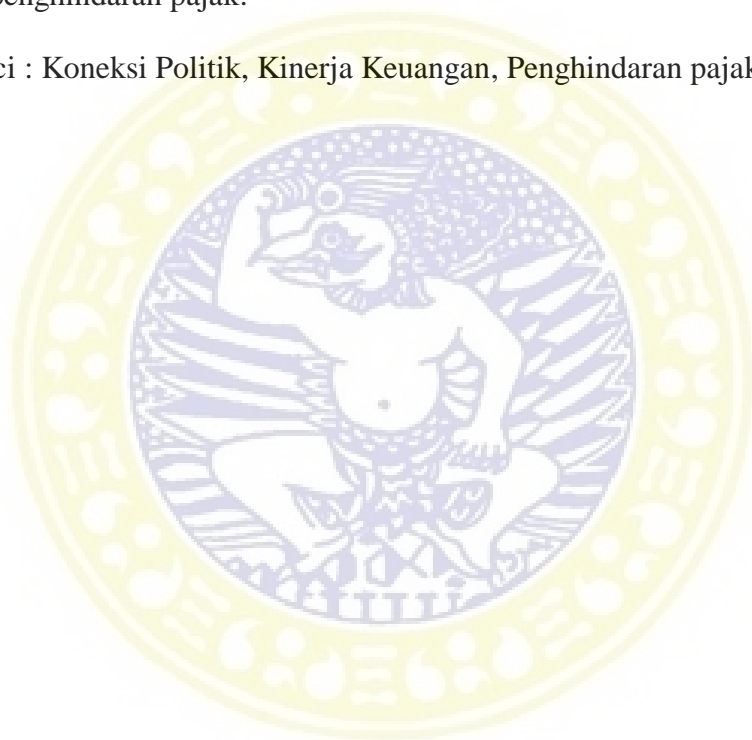 penghindaran pajak.
ci : Koneksi Politik, Kinerja Keuangan, Penghindaran pajak